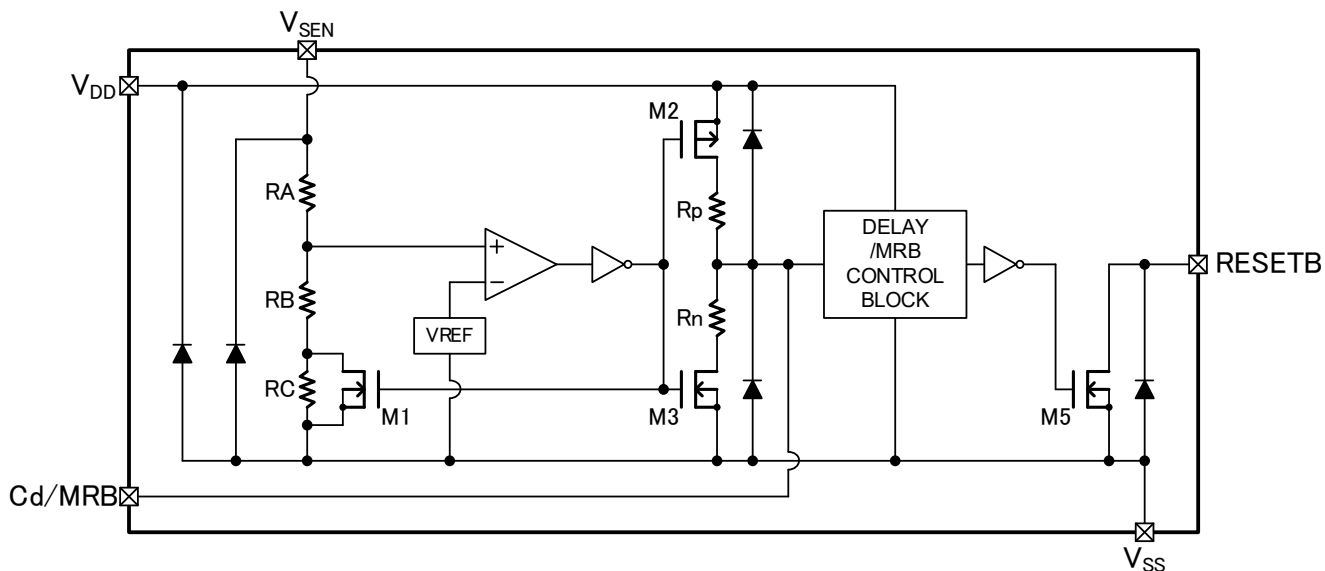 VSEN
VDD
M2
RA
Rp
+
DELAY
/MRB
CONTROL
BLOCK
RESETB
RB
−
Rn
VREF
RC
M1
M3
M5
Cd/MRB
VSS